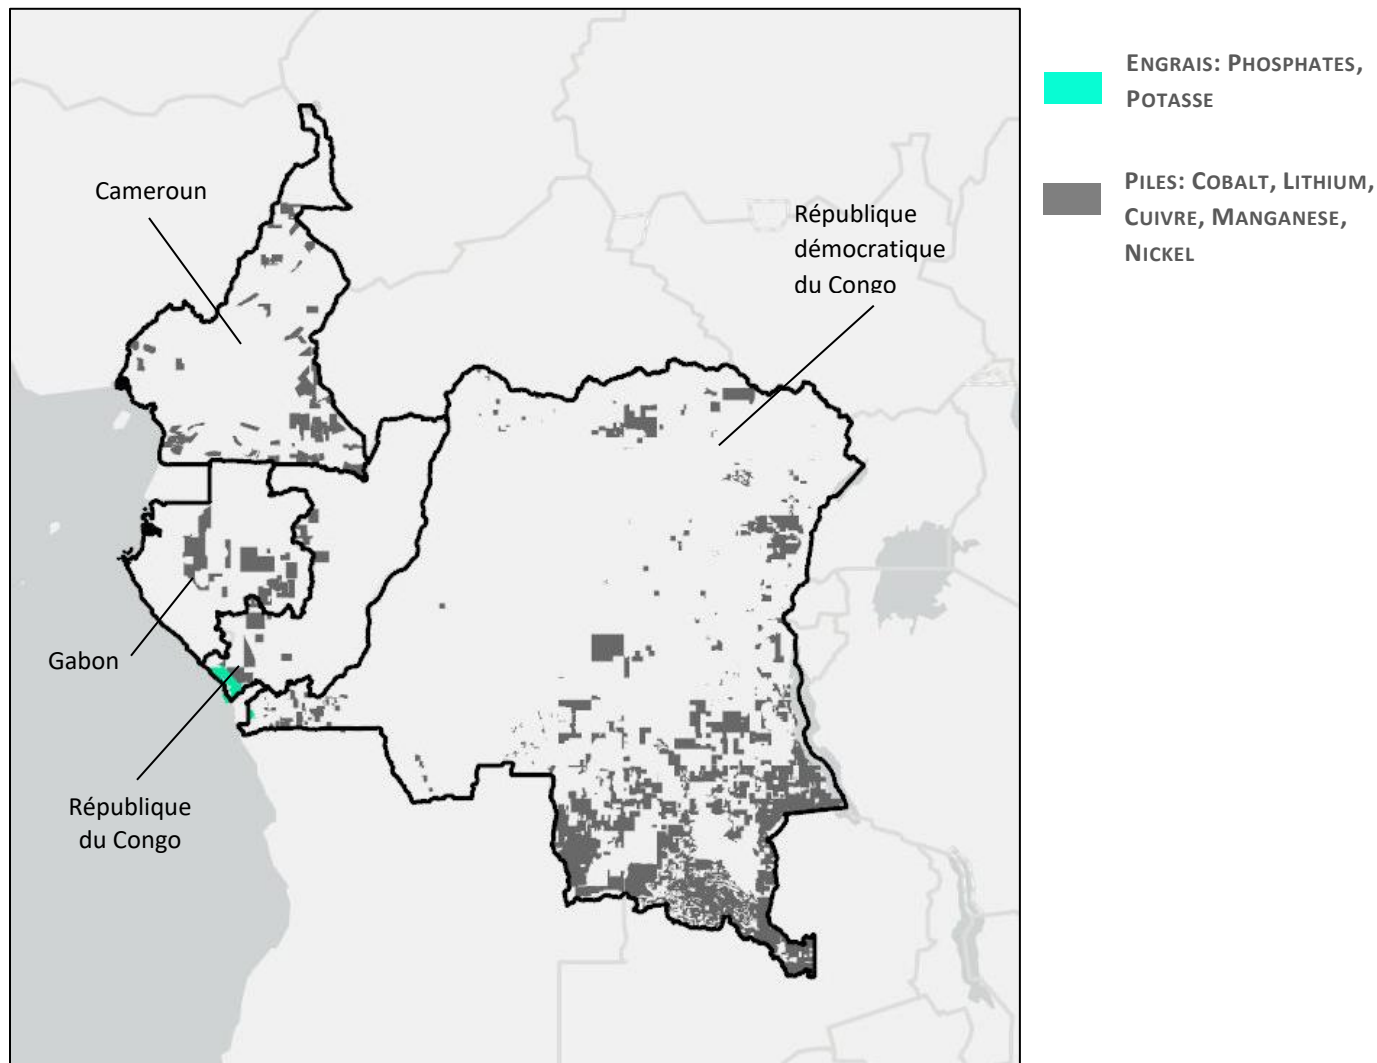 Cameroun
République
démocratique
du Congo
Gabon
République
du Congo
ENGRAIS: PHOSPHATES,
POTASSE
PILES: COBALT, LITHIUM,
CUIVRE, MANGANESE,
NICKEL